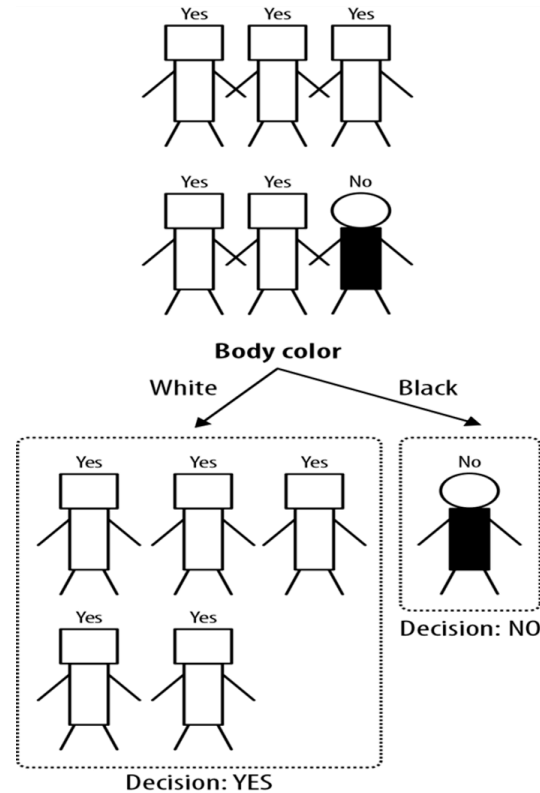 Yes Yes Yes
Yes Yes No
Body color
White Black
Yes Yes Yes No
Yes Yes
Decision: NO
Decision: YES